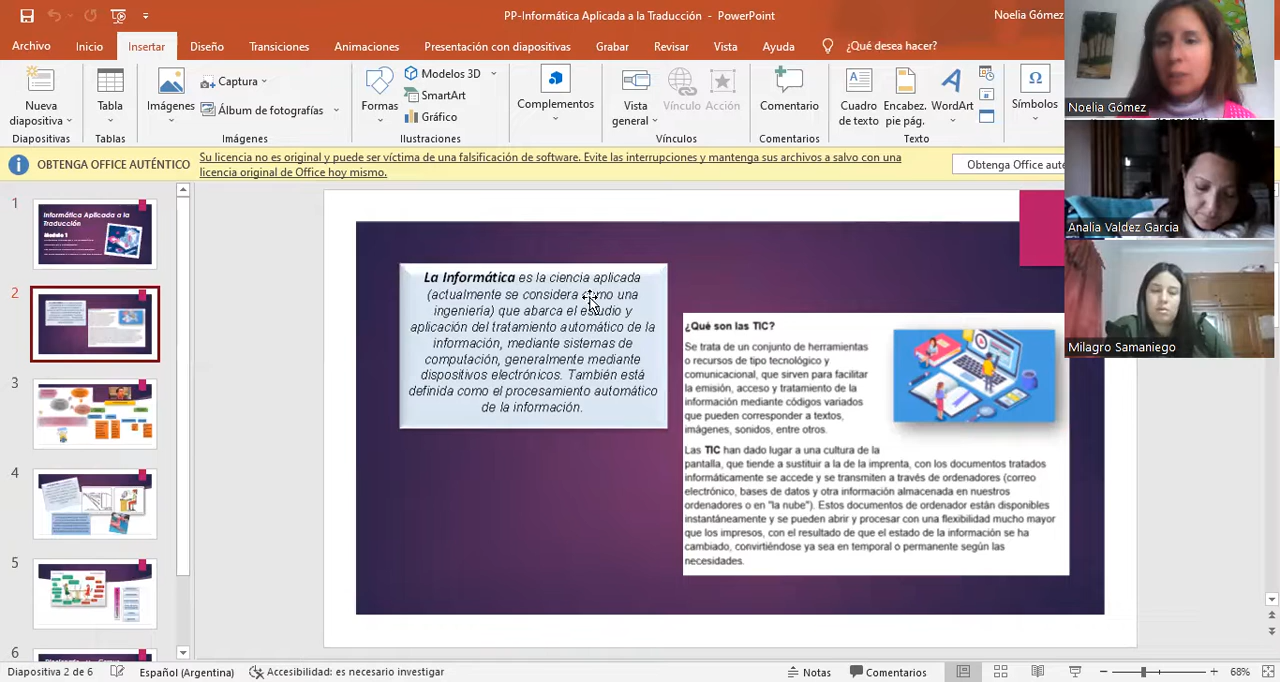 PP-Informática Aplicada a la Traducción - PowerPoint
Noelia Gómez
Archivo
Inicio
Insertar
Diseño
Transiciones
Animaciones
Presentación con diapositivas
Grabar
Revisar
Vista
Ayuda
¿Qué desea hacer?
Nueva
diapositiva
Diapositivas
Tabla
Tablas
Imágenes
Captura
Álbum de fotografías
Imágenes
Formas
Modelos 3D
SmartArt
Gráfico
Ilustraciones
Complementos
Vista
general
Vínculo
Acción
Vínculos
Comentario
Comentarios
Cuadro
de texto
Encabez.
pie pág.
WordArt
Texto
Símbolos
OBTENGA OFFICE AUTÉNTICO
Su licencia no es original y puede ser víctima de una falsificación de software. Evite las interrupciones y mantenga sus archivos a salvo con una
licencia original de Office hoy mismo.
Obtenga Office
1
Informática Aplicada a la
Traducción
Modulo 1
2
3
4
5
6
La Informática es la ciencia aplicada
(actualmente se considera como una
ingeniería) que abarca el estudio y
aplicación del tratamiento automático de la
información, mediante sistemas de
computación, generalmente mediante
dispositivos electrónicos. También está
definida como el procesamiento automático
de la información.
¿Qué son las TIC?
Se trata de un conjunto de herramientas
o recursos de tipo tecnológico y
comunicacional, que sirven para facilitar
la emisión, acceso y tratamiento de la
información mediante códigos variados
que pueden corresponder a textos,
imágenes, sonidos, entre otros.
Las TIC han dado lugar a una cultura de la
pantalla, que tiende a sustituir a la de la imprenta, con los documentos tratados
informáticamente se accede y se transmiten a través de ordenadores (correo
electrónico, bases de datos y otra información almacenada en nuestros
ordenadores o en "la nube"). Estos documentos de ordenador están disponibles
instantáneamente y se pueden abrir y procesar con una flexibilidad mucho mayor
que los impresos, con el resultado de que el estado de la información se ha
cambiado, convirtiéndose ya sea en temporal o permanente según las
necesidades.
Noelia Gómez
Analia Valdez Garcia
Milagro Samaniego
Diapositiva 2 de 6
Español (Argentina)
Accesibilidad: es necesario investigar
Notas
Comentarios
68%